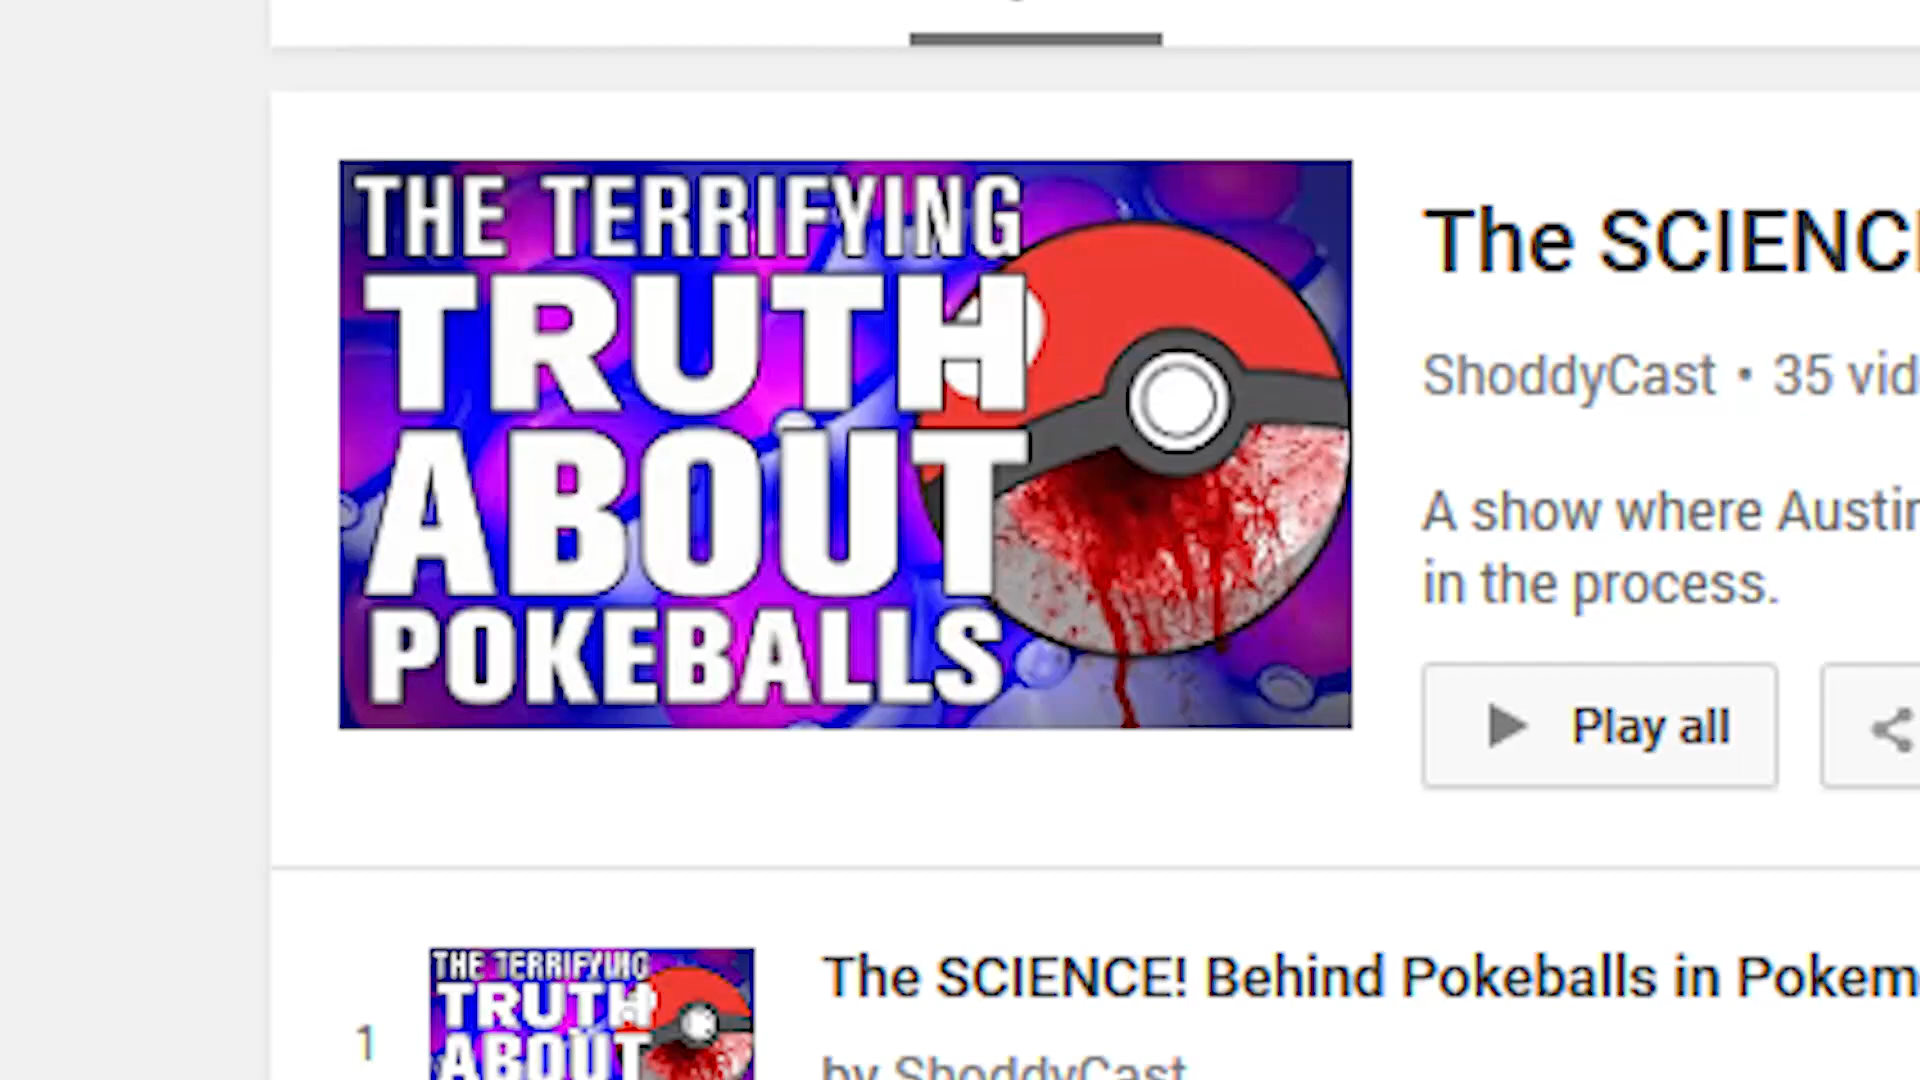 THE TERRIFYING
TRUTH
ABOUT
POKEBALLS
The SCIENC
ShoddyCast • 35 vid
A show where Austin
in the process.
Play all
1
THE TERRIFYING
TRUTH
ABOUT
The SCIENCE! Behind Pokeballs in Pokem
by ShoddyCast